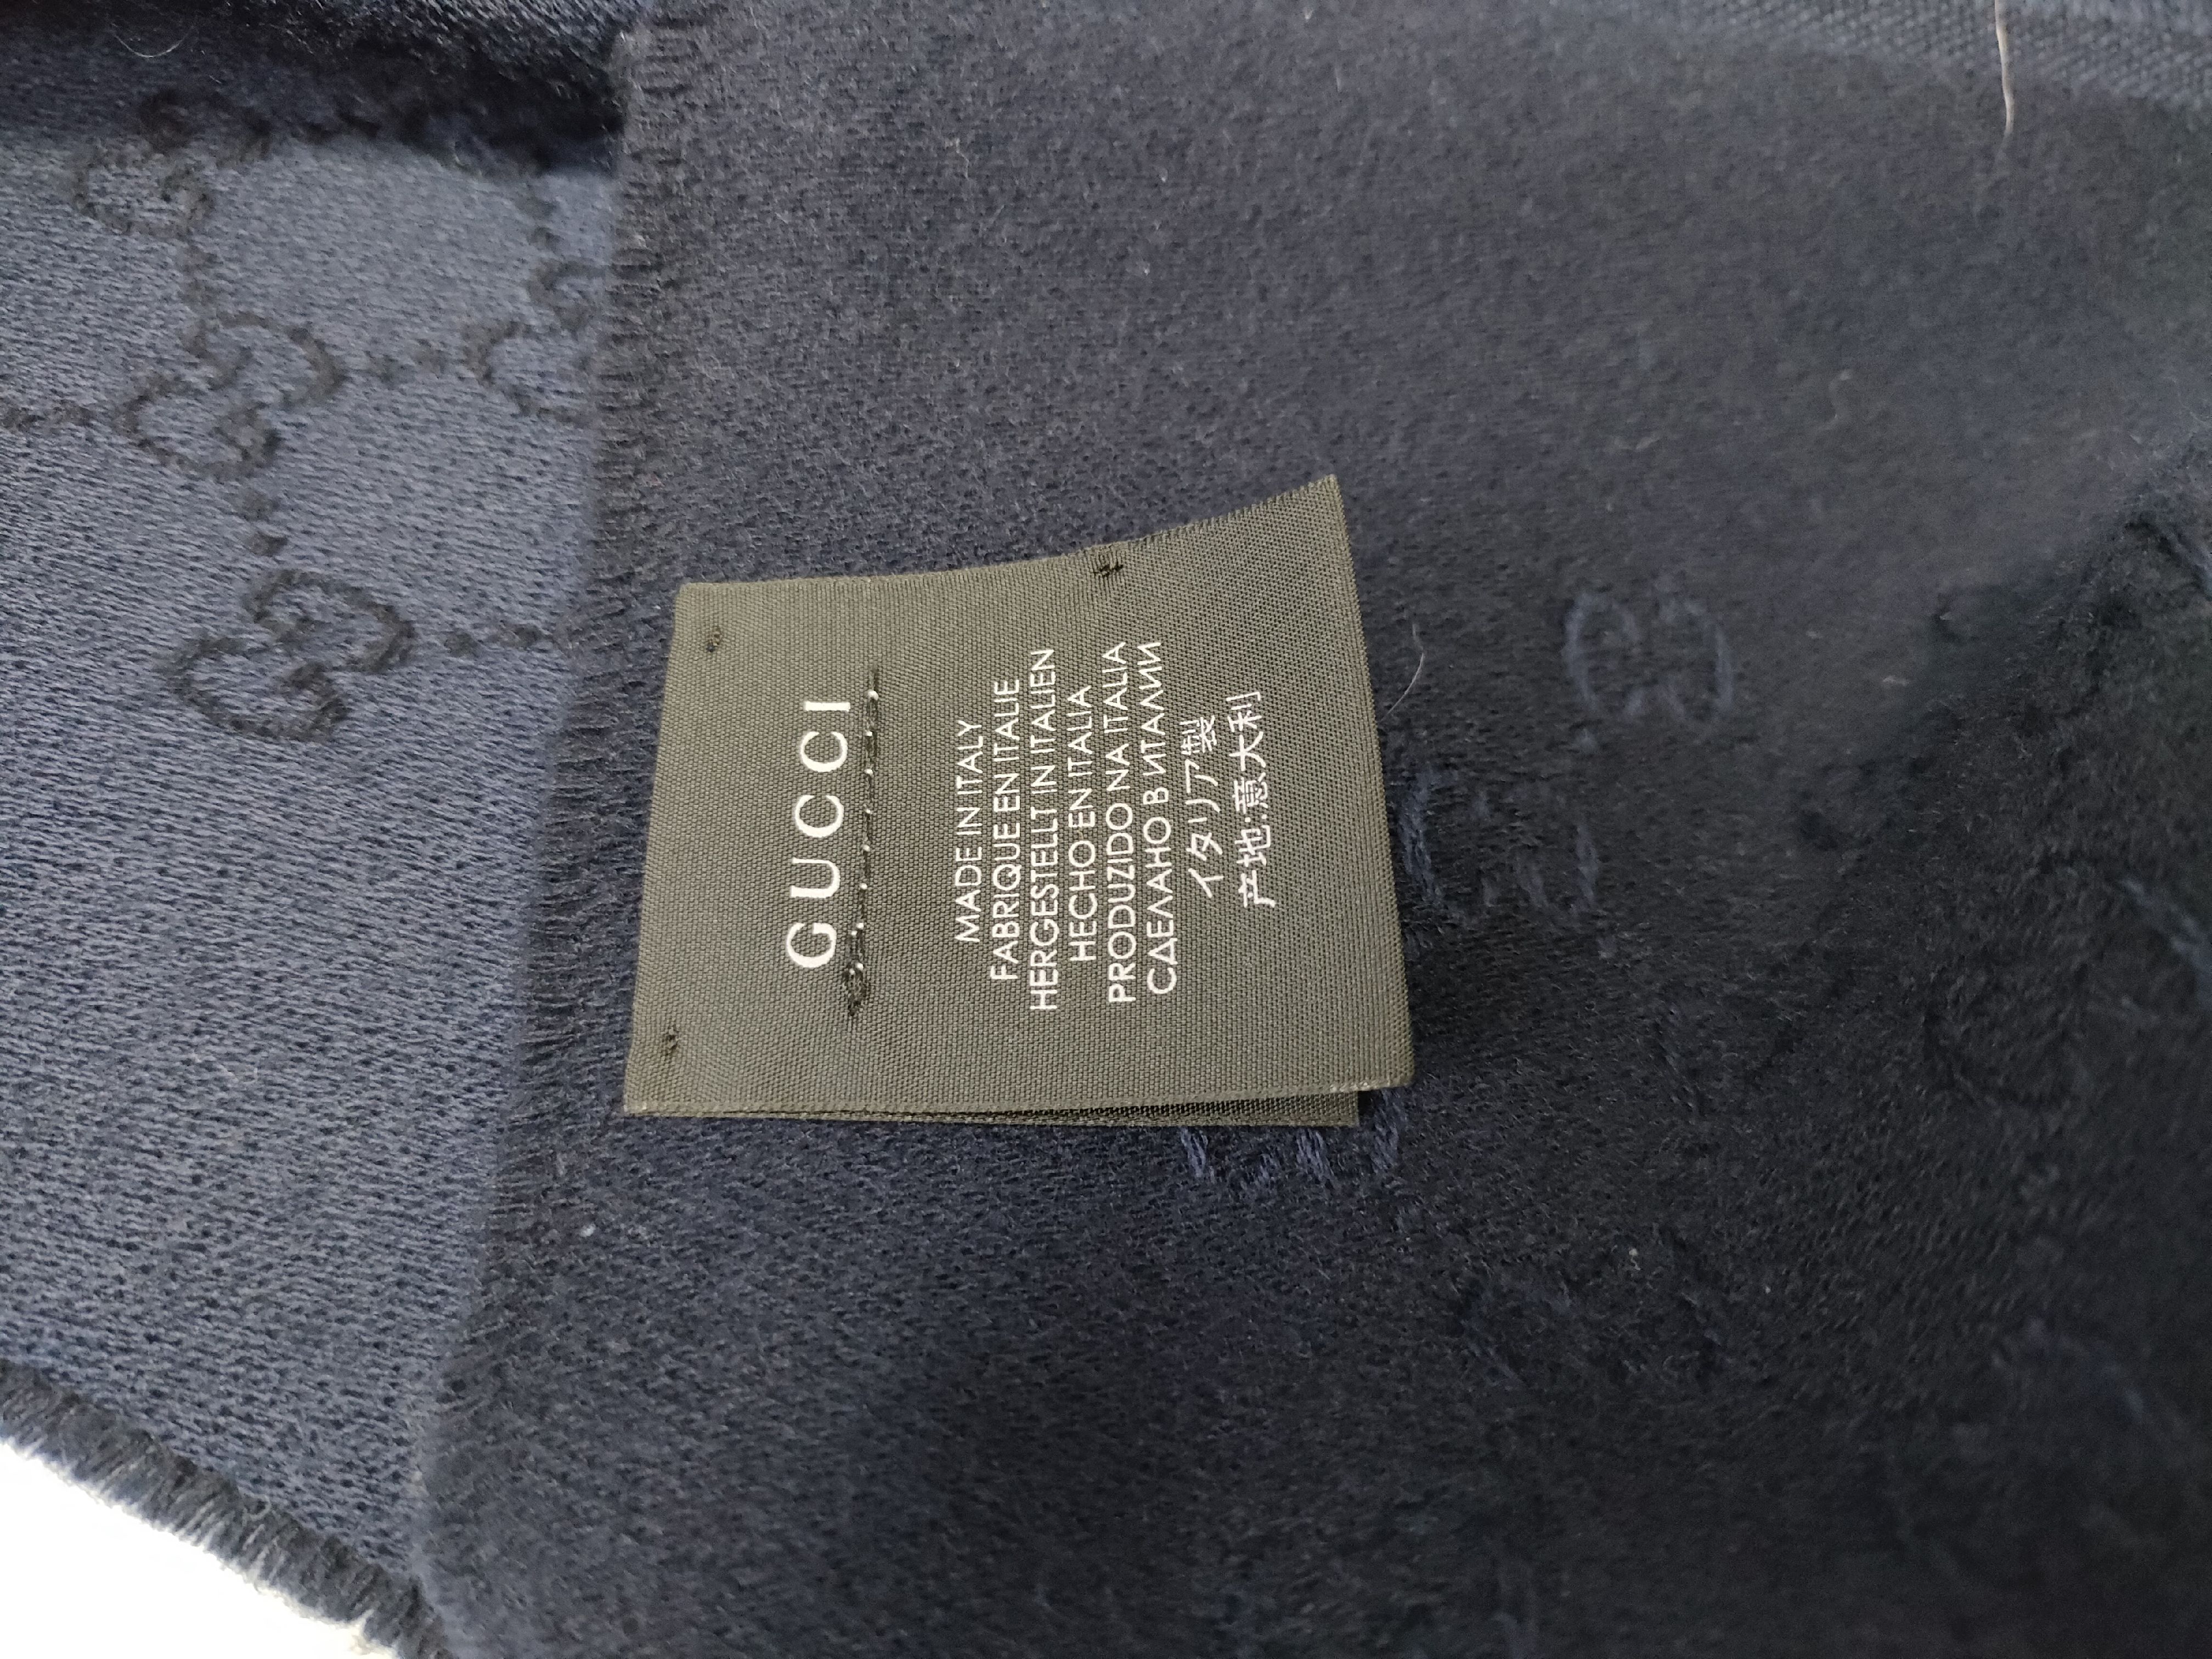 GUCCI
MADE IN ITALY
FABRIQUE EN ITALIE
HERGESTELLT IN ITALIEN
HECHO EN ITALIA
PRODUZIDO NA ITALIA
СДЕЛАНО В ИТАЛИИ
イタリア製
产地:意大利